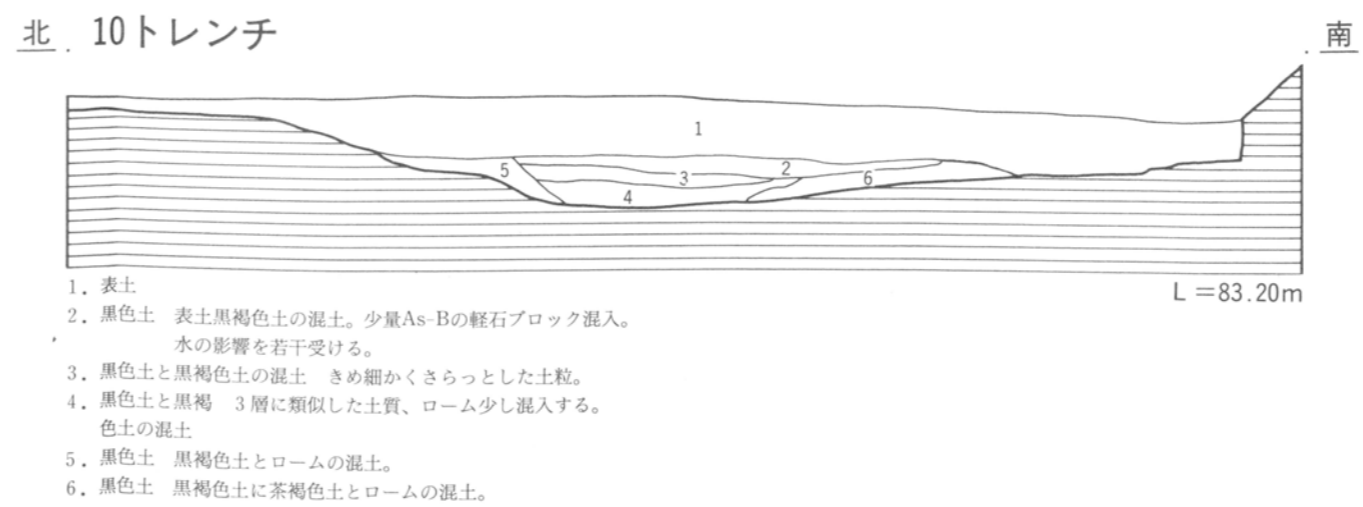 北 10トレンチ 南
1
5 2
3 6
4
L=83.20m
1. 表土
2. 黒色土 表土黒褐色土の混土。少量As-Bの軽石ブロック混入。
水の影響を若干受ける。
3. 黒色土と黒褐色土の混土 きめ細かくさらっとした土粒。
4. 黒色土と黒褐 3層に類似した土質、ローム少し混入する。
色土の混土
5. 黒色土 黒褐色土とロームの混土。
6. 黒色土 黒褐色土に茶褐色土とロームの混土。